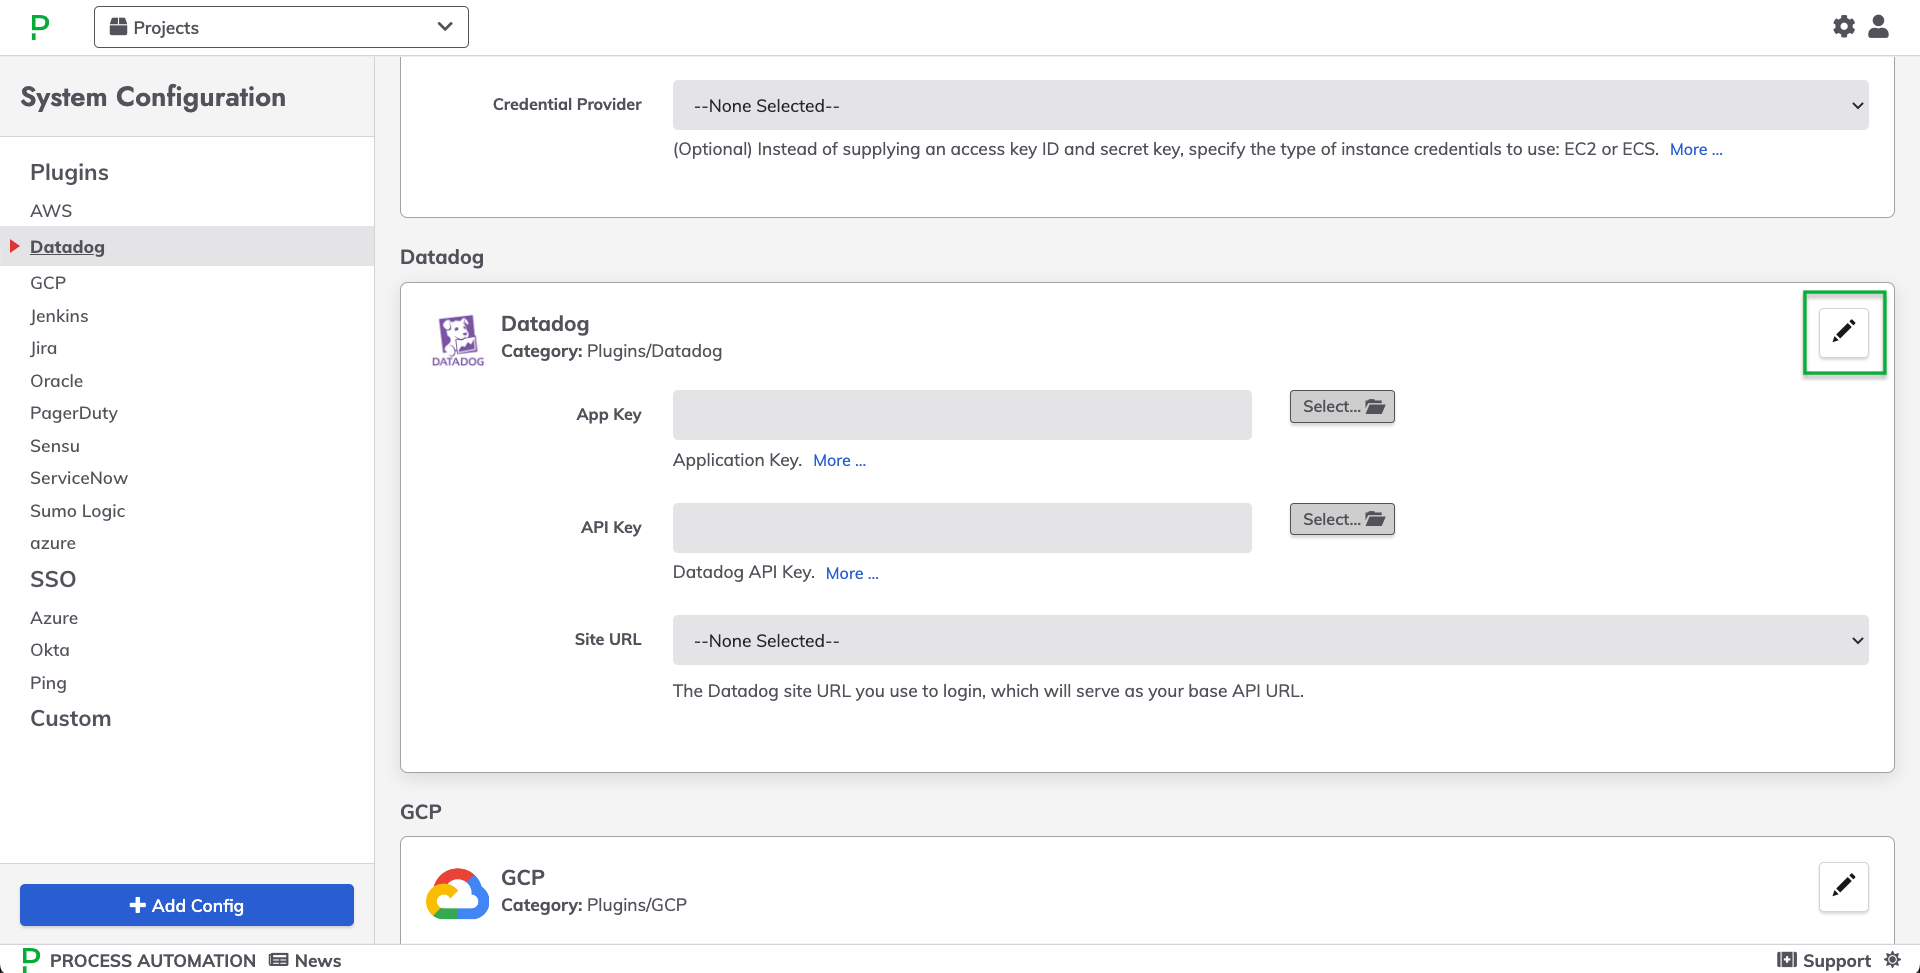 P
Projects
System Configuration
Plugins
AWS
Datadog
GCP
Jenkins
Jira
Oracle
PagerDuty
Sensu
ServiceNow
Sumo Logic
azure
SSO
Azure
Okta
Ping
Custom
Add Config
Credential Provider
--None Selected--
(Optional) Instead of supplying an access key ID and secret key, specify the type of instance credentials to use: EC2 or ECS. More ...
Datadog
DATADOG
Datadog
Category: Plugins/Datadog
App Key
Select...
Application Key. More ...
API Key
Select...
Datadog API Key. More ...
Site URL
--None Selected--
The Datadog site URL you use to login, which will serve as your base API URL.
GCP
GCP
Category: Plugins/GCP
P PROCESS AUTOMATION News
Support